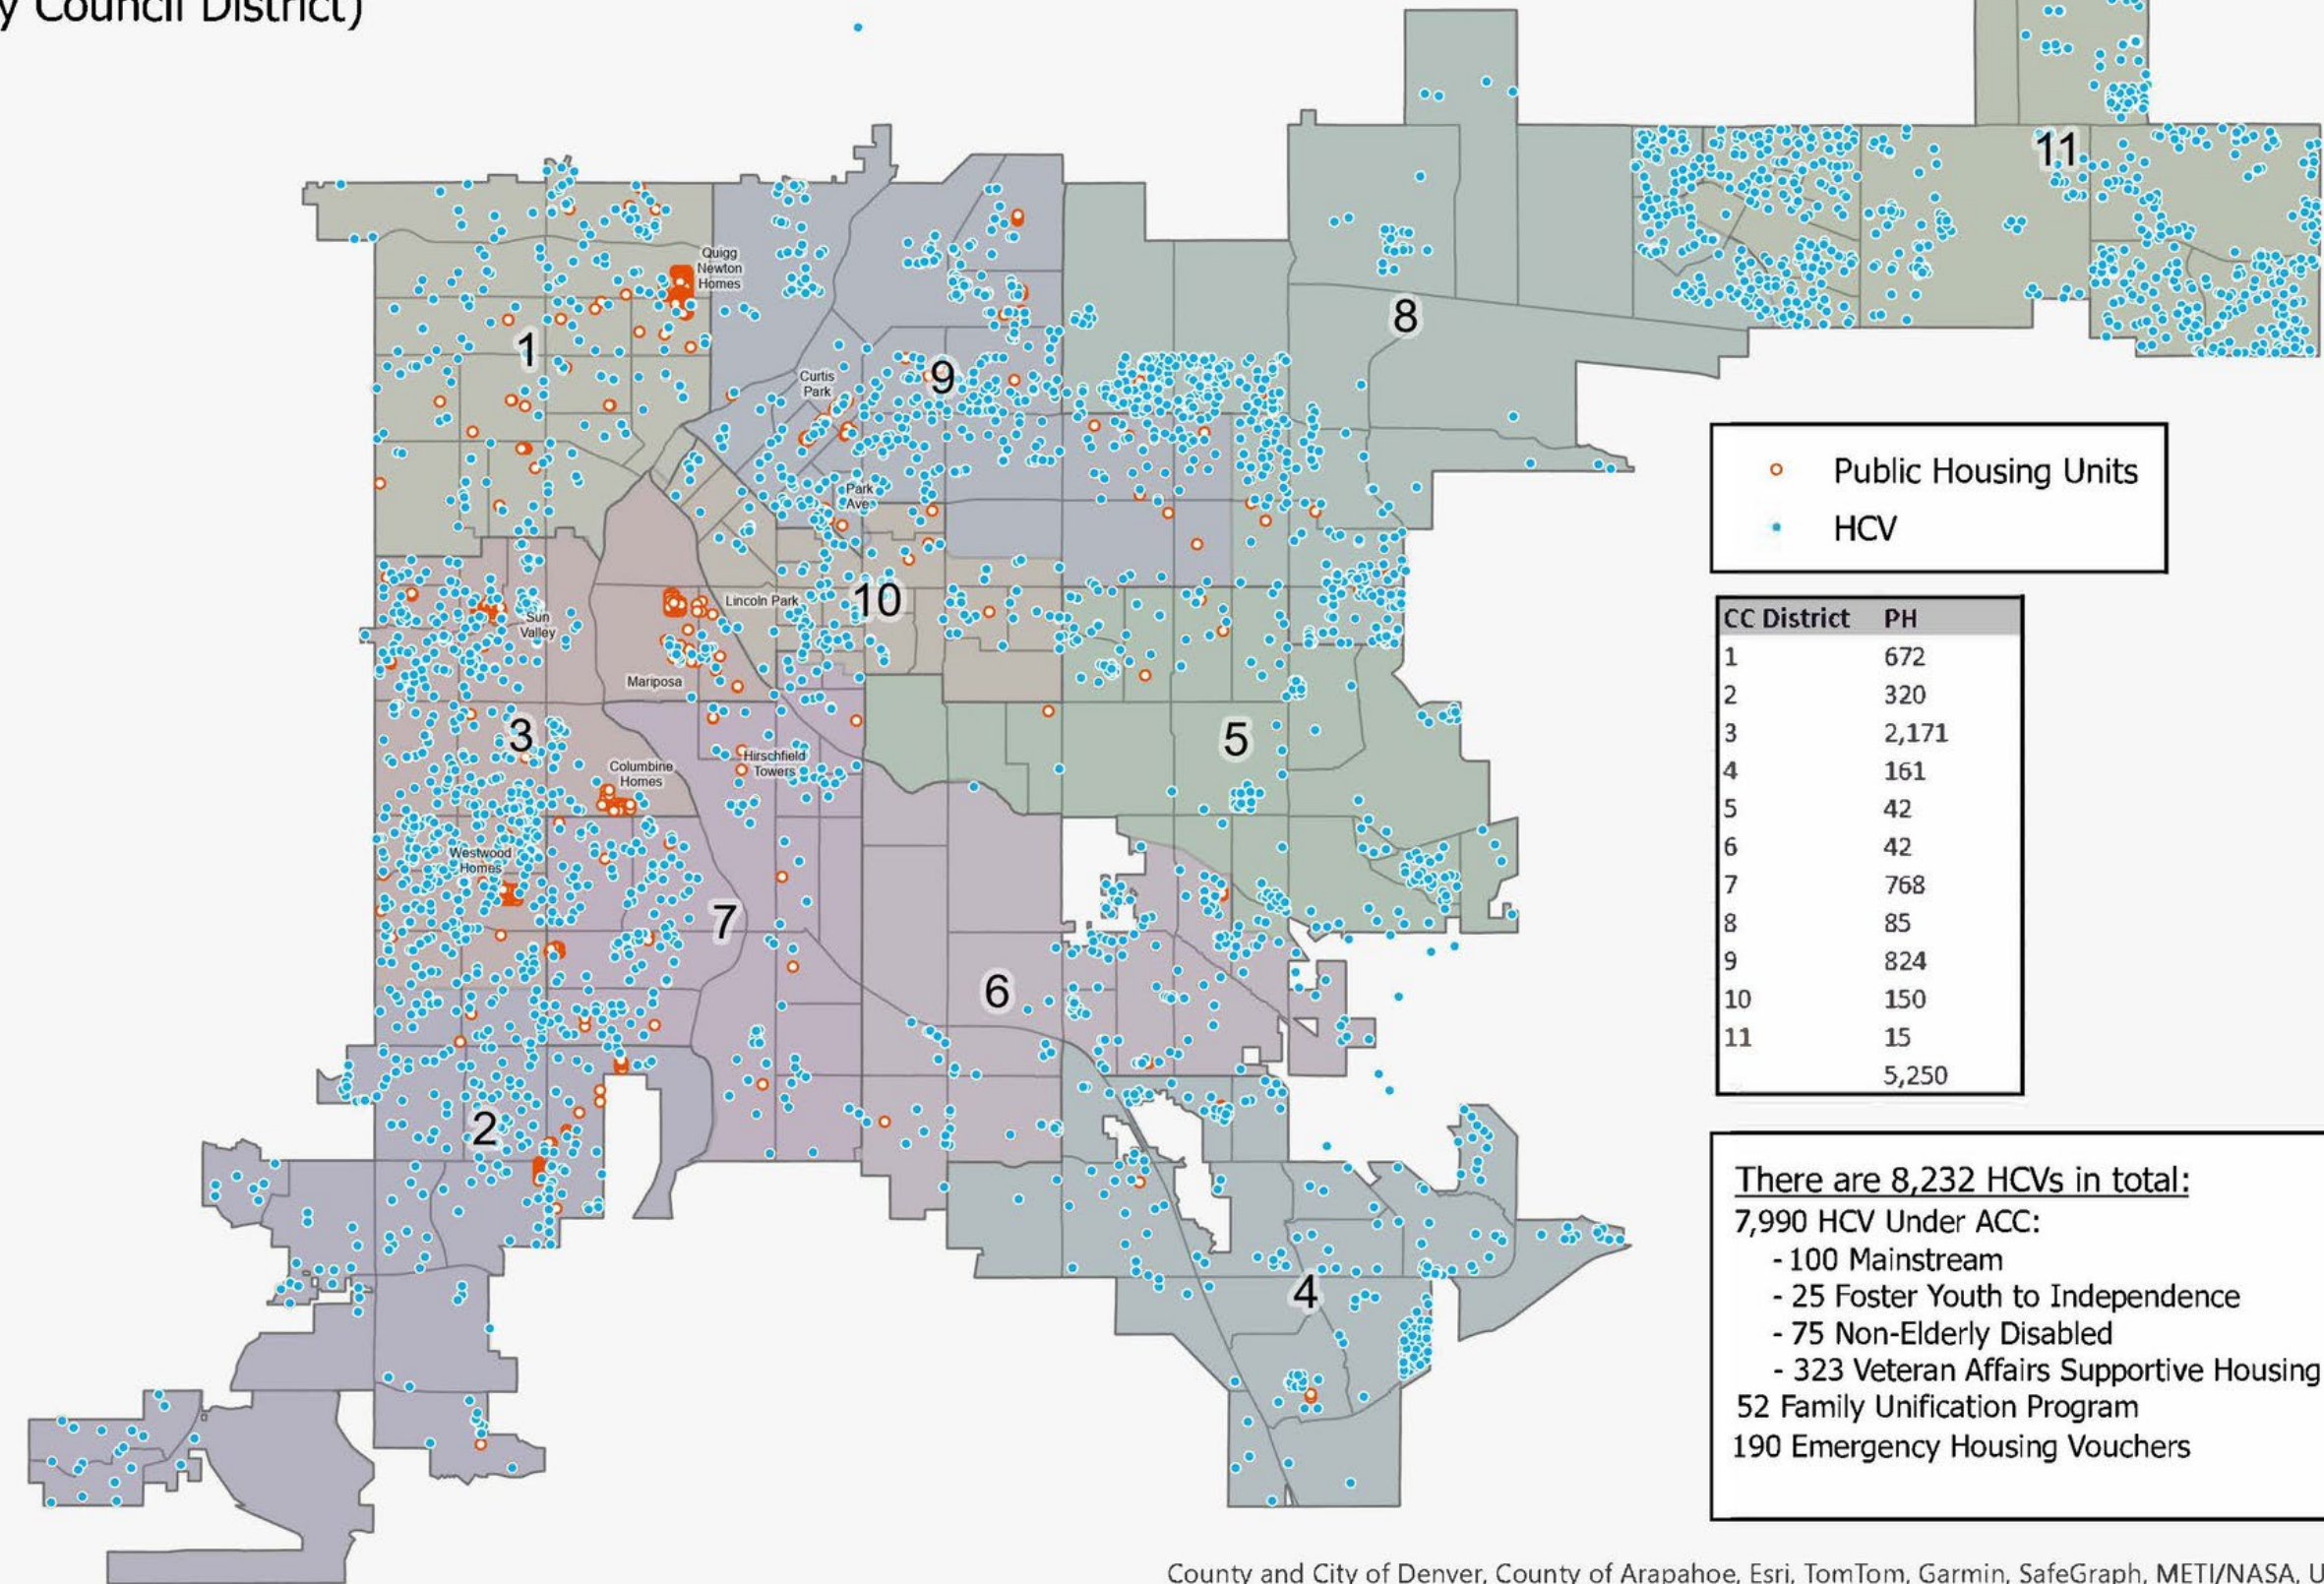 y Council District)
11
Quigg
Newton
Homes
8
1
9
Curtis
Park
Public Housing Units
HCV
Park
Ave
10
Lincoln Park
Sun
Valley
Mariposa
3
5
Hirschfield
Towers
Columbine
Homes
Westwood
Homes
7
6
2
4
CC District PH
1 672
2 320
3 2,171
4 161
5 42
6 42
7 768
8 85
9 824
10 150
11 15
5,250
There are 8,232 HCVs in total:
7,990 HCV Under ACC:
- 100 Mainstream
- 25 Foster Youth to Independence
- 75 Non-Elderly Disabled
- 323 Veteran Affairs Supportive Housing
52 Family Unification Program
190 Emergency Housing Vouchers
County and City of Denver, County of Arapahoe, Esri, TomTom, Garmin, SafeGraph, METI/NASA, U